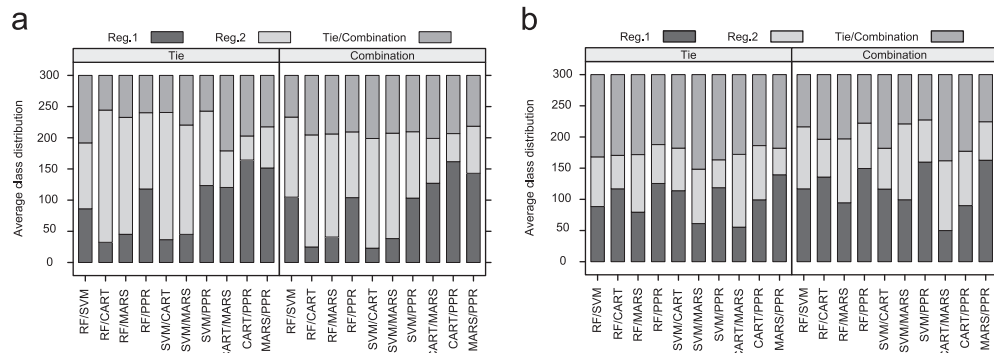 a
Reg.1 Reg.2 Tie/Combination
Tie Combination
Average class distribution
300
250
200
150
100
50
0
RF/SVM
RF/CART
RF/MARS
RF/PPR
SVM/CART
SVM/MARS
SVM/PPR
CART/MARS
CART/PPR
MARS/PPR
RF/SVM
RF/CART
RF/MARS
RF/PPR
SVM/CART
SVM/MARS
SVM/PPR
CART/MARS
CART/PPR
MARS/PPR
b
Reg.1 Reg.2 Tie/Combination
Tie Combination
Average class distribution
300
250
200
150
100
50
0
RF/SVM
RF/CART
RF/MARS
RF/PPR
SVM/CART
SVM/MARS
SVM/PPR
CART/MARS
CART/PPR
MARS/PPR
RF/SVM
RF/CART
RF/MARS
RF/PPR
SVM/CART
SVM/MARS
SVM/PPR
CART/MARS
CART/PPR
MARS/PPR